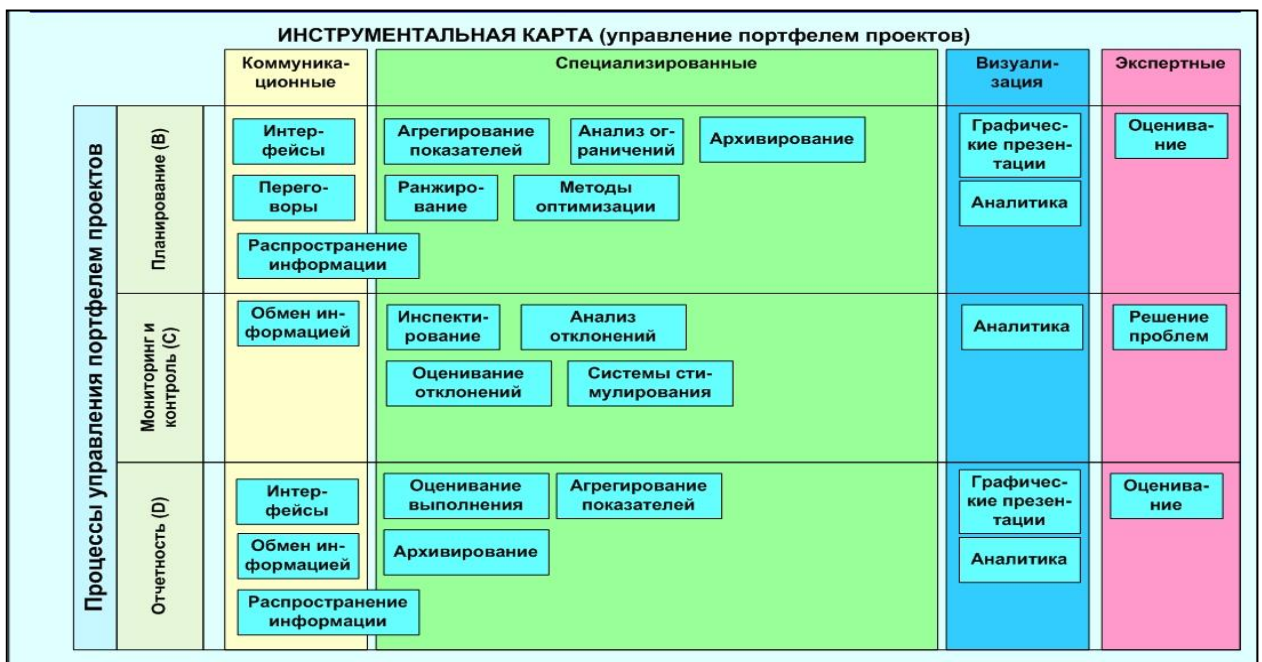 ИНСТРУМЕНТАЛЬНАЯ КАРТА (управление портфелем проектов)
Коммуника-
ционные
Специализированные
Визуали-
зация
Экспертные
Процессы управления портфелем проектов
Планирование (B)
Интер-
фейсы
Агрегирование
показателей
Анализ ог-
раничений
Архивирование
Графичес-
кие презен-
тации
Оценива-
ние
Перего-
воры
Ранжиро-
вание
Методы
оптимизации
Аналитика
Распространение
информации
Мониторинг и
контроль (C)
Обмен ин-
формацией
Инспекти-
рование
Анализ
отклонений
Аналитика
Решение
проблем
Оценивание
отклонений
Системы сти-
мулирования
Отчетность (D)
Интер-
фейсы
Оценивание
выполнения
Агрегирование
показателей
Графичес-
кие презен-
тации
Оценива-
ние
Обмен ин-
формацией
Архивирование
Аналитика
Распространение
информации